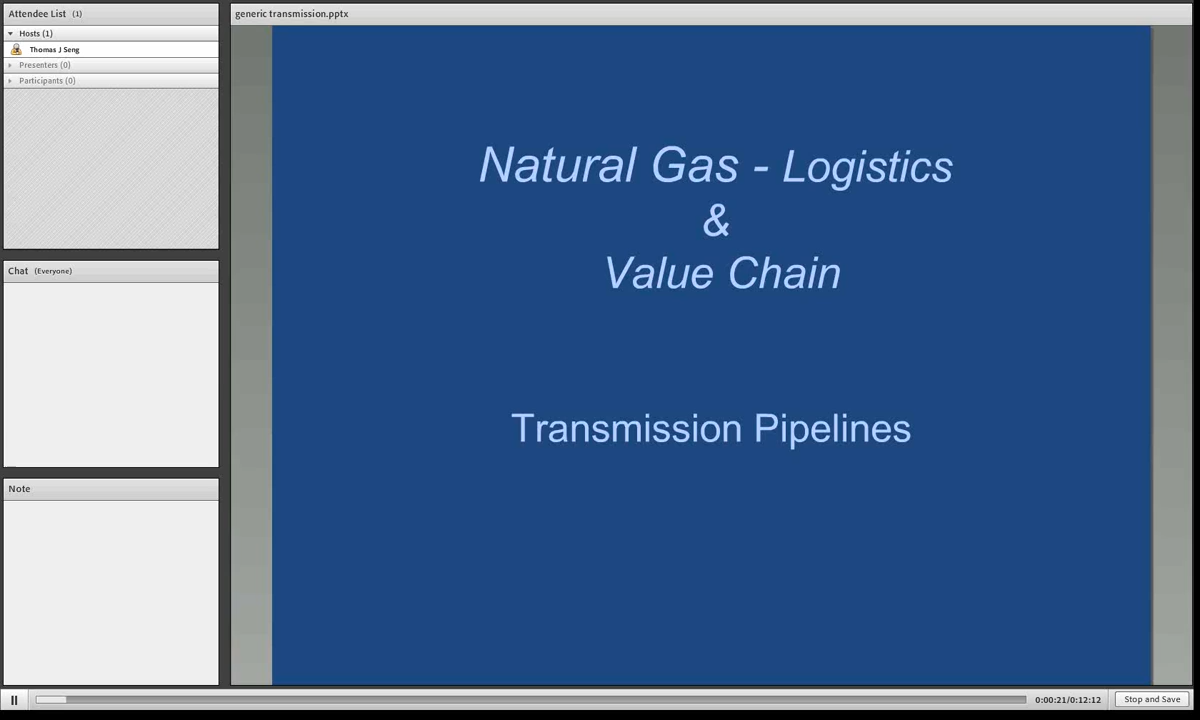 Attendee List (1)
Hosts (1)
Thomas J Seng
Presenters (0)
Participants (0)
Chat (Everyone)
Note
generic transmission.pptx
Natural Gas - Logistics
&
Value Chain
Transmission Pipelines
0:00:21/0:12:12
Stop and Save